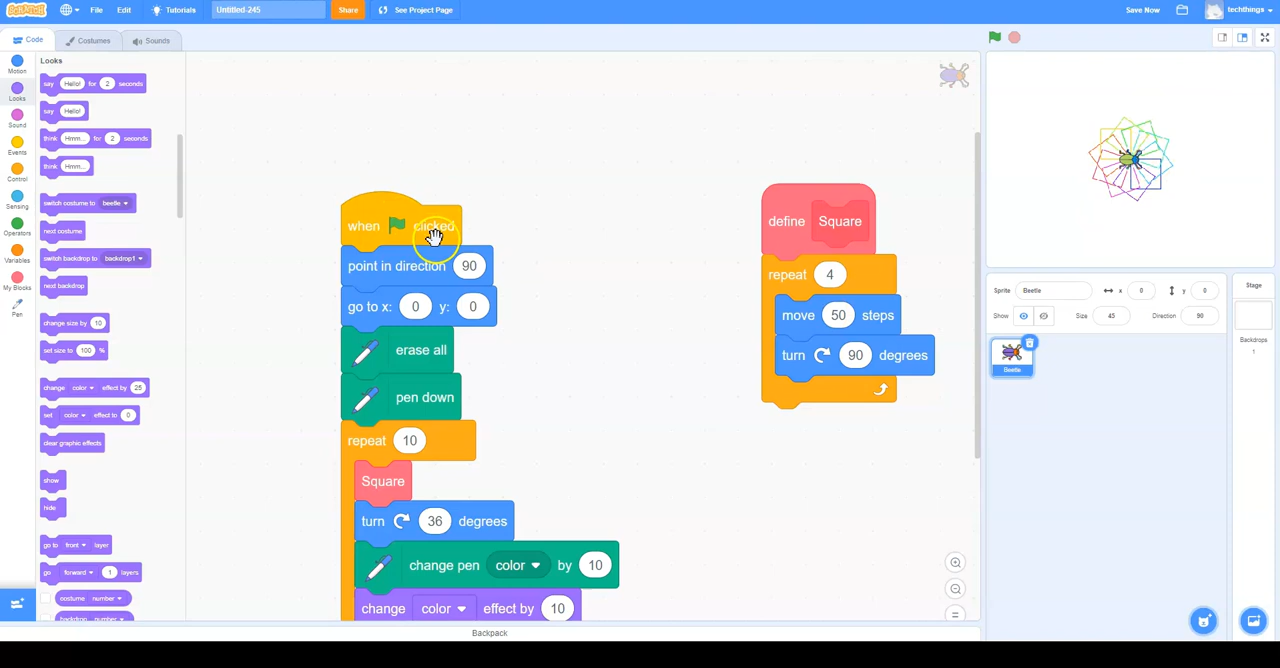 SCRATCH File Edit Tutorials Untitled-245 Share See Project Page Save Now techthings
Code Costumes Sounds
Motion
Looks
Sound
Events
Control
Sensing
Operators
Variables
My Blocks
Pen
Looks
say Hello! for 2 seconds
say Hello!
think Hmm... for 2 seconds
think Hmm...
switch costume to beetle
next costume
switch backdrop to backdrop1
next backdrop
change size by 10
set size to 100 %
change color effect by 25
set color effect to 0
clear graphic effects
show
hide
go to front layer
go forward 1 layers
costume number
backdrop number
when clicked
point in direction 90
go to x: 0 y: 0
erase all
pen down
repeat 10
Square
turn 36 degrees
change pen color by 10
change color effect by 10
define Square
repeat 4
move 50 steps
turn 90 degrees
Sprite Beetle x 0 y 0
Show Size 45 Direction 90
Beetle
Stage
Backdrops
1
Backpack